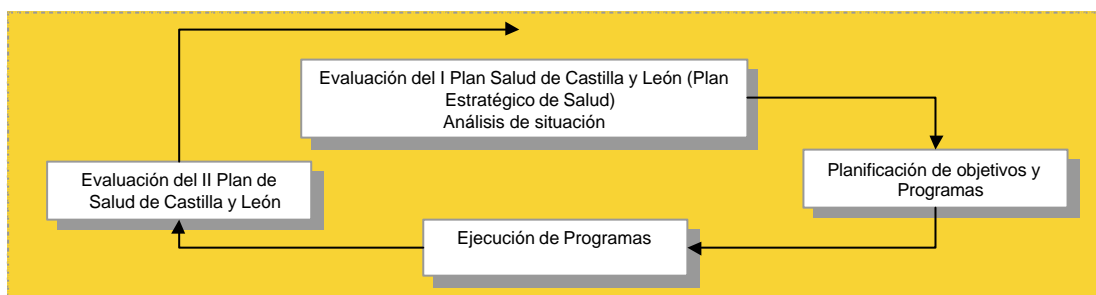 Evaluación del I Plan Salud de Castilla y León (Plan
Estratégico de Salud)
Análisis de situación
Planificación de objetivos y
Programas
Evaluación del II Plan de
Salud de Castilla y León
Ejecución de Programas